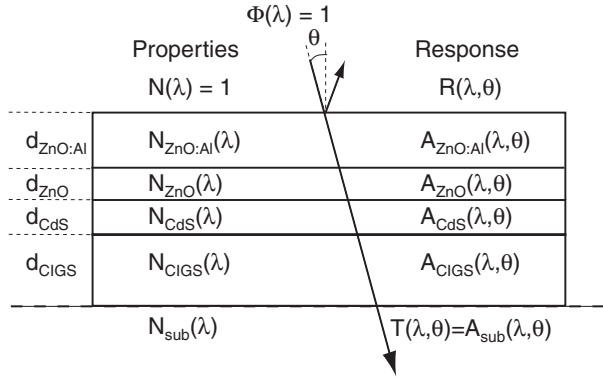 Φ(λ) = 1
θ
Properties Response
N(λ) = 1 R(λ,θ)
d_ZnO:Al N_ZnO:Al(λ) A_ZnO:Al(λ,θ)
d_ZnO N_ZnO(λ) A_ZnO(λ,θ)
d_CdS N_CdS(λ) A_CdS(λ,θ)
d_CIGS N_CIGS(λ) A_CIGS(λ,θ)
N_sub(λ) T(λ,θ)=A_sub(λ,θ)